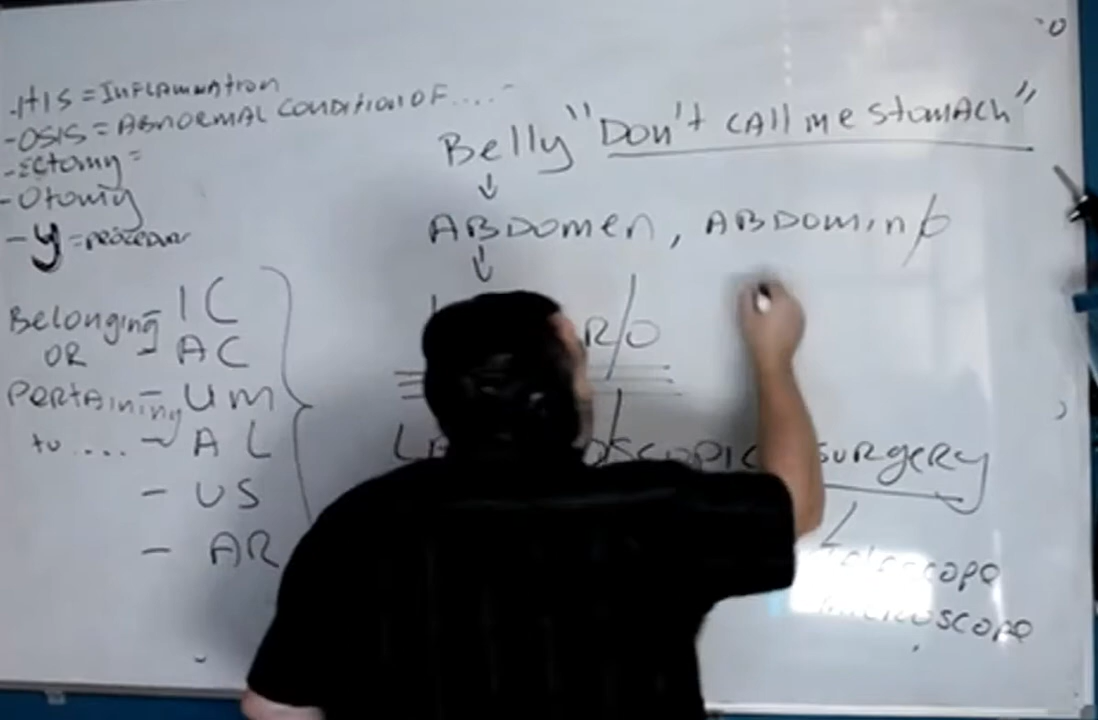 -itis = INFLAMMATION
-OSIS = ABNORMAL CONDITION OF....
-Ectomy =
-Otomy
-y =
Belonging
OR
Pertaining
to ....
- IC
- AC
- UM
- AL
- US
- AR
Belly "Don't CALL me stomACH"
↓
ABDOMEN, ABDOMIN/O
↓
R/O
surgery
scope
scope